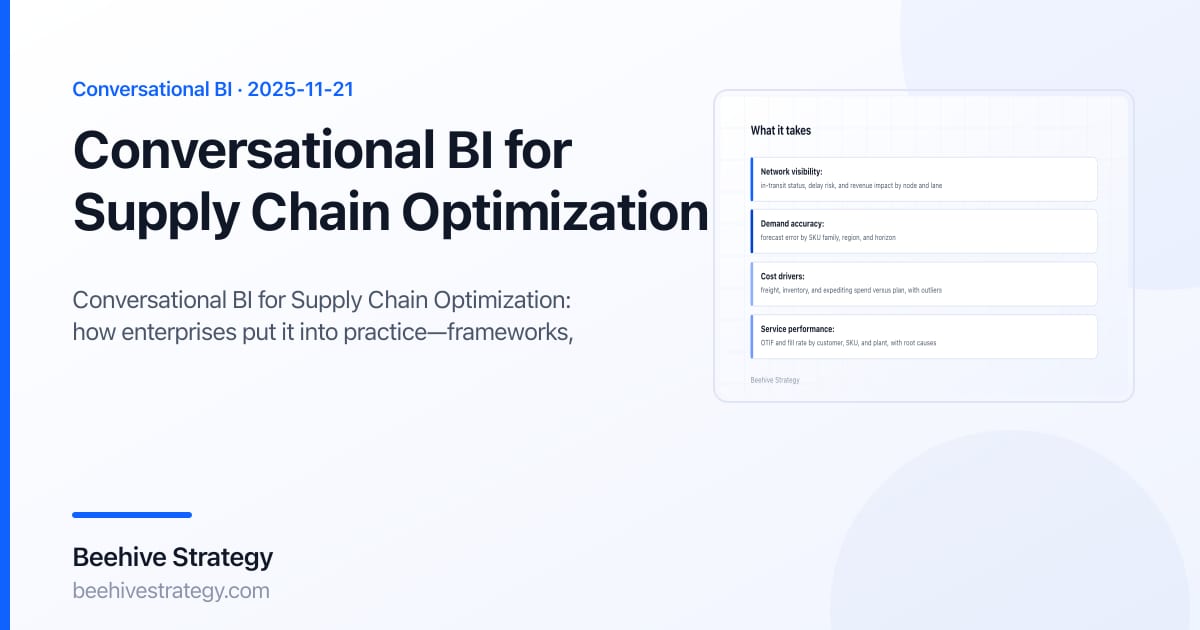 Conversational BI · 2025-11-21
Conversational BI for
Supply Chain Optimization
Conversational BI for Supply Chain Optimization:
how enterprises put it into practice—frameworks,
Beehive Strategy
beehivestrategy.com
What it takes
Network visibility:
in-transit status, delay risk, and revenue impact by node and lane
Demand accuracy:
forecast error by SKU family, region, and horizon
Cost drivers:
freight, inventory, and expediting spend versus plan, with outliers
Service performance:
OTIF and fill rate by customer, SKU, and plant, with root causes
Beehive Strategy